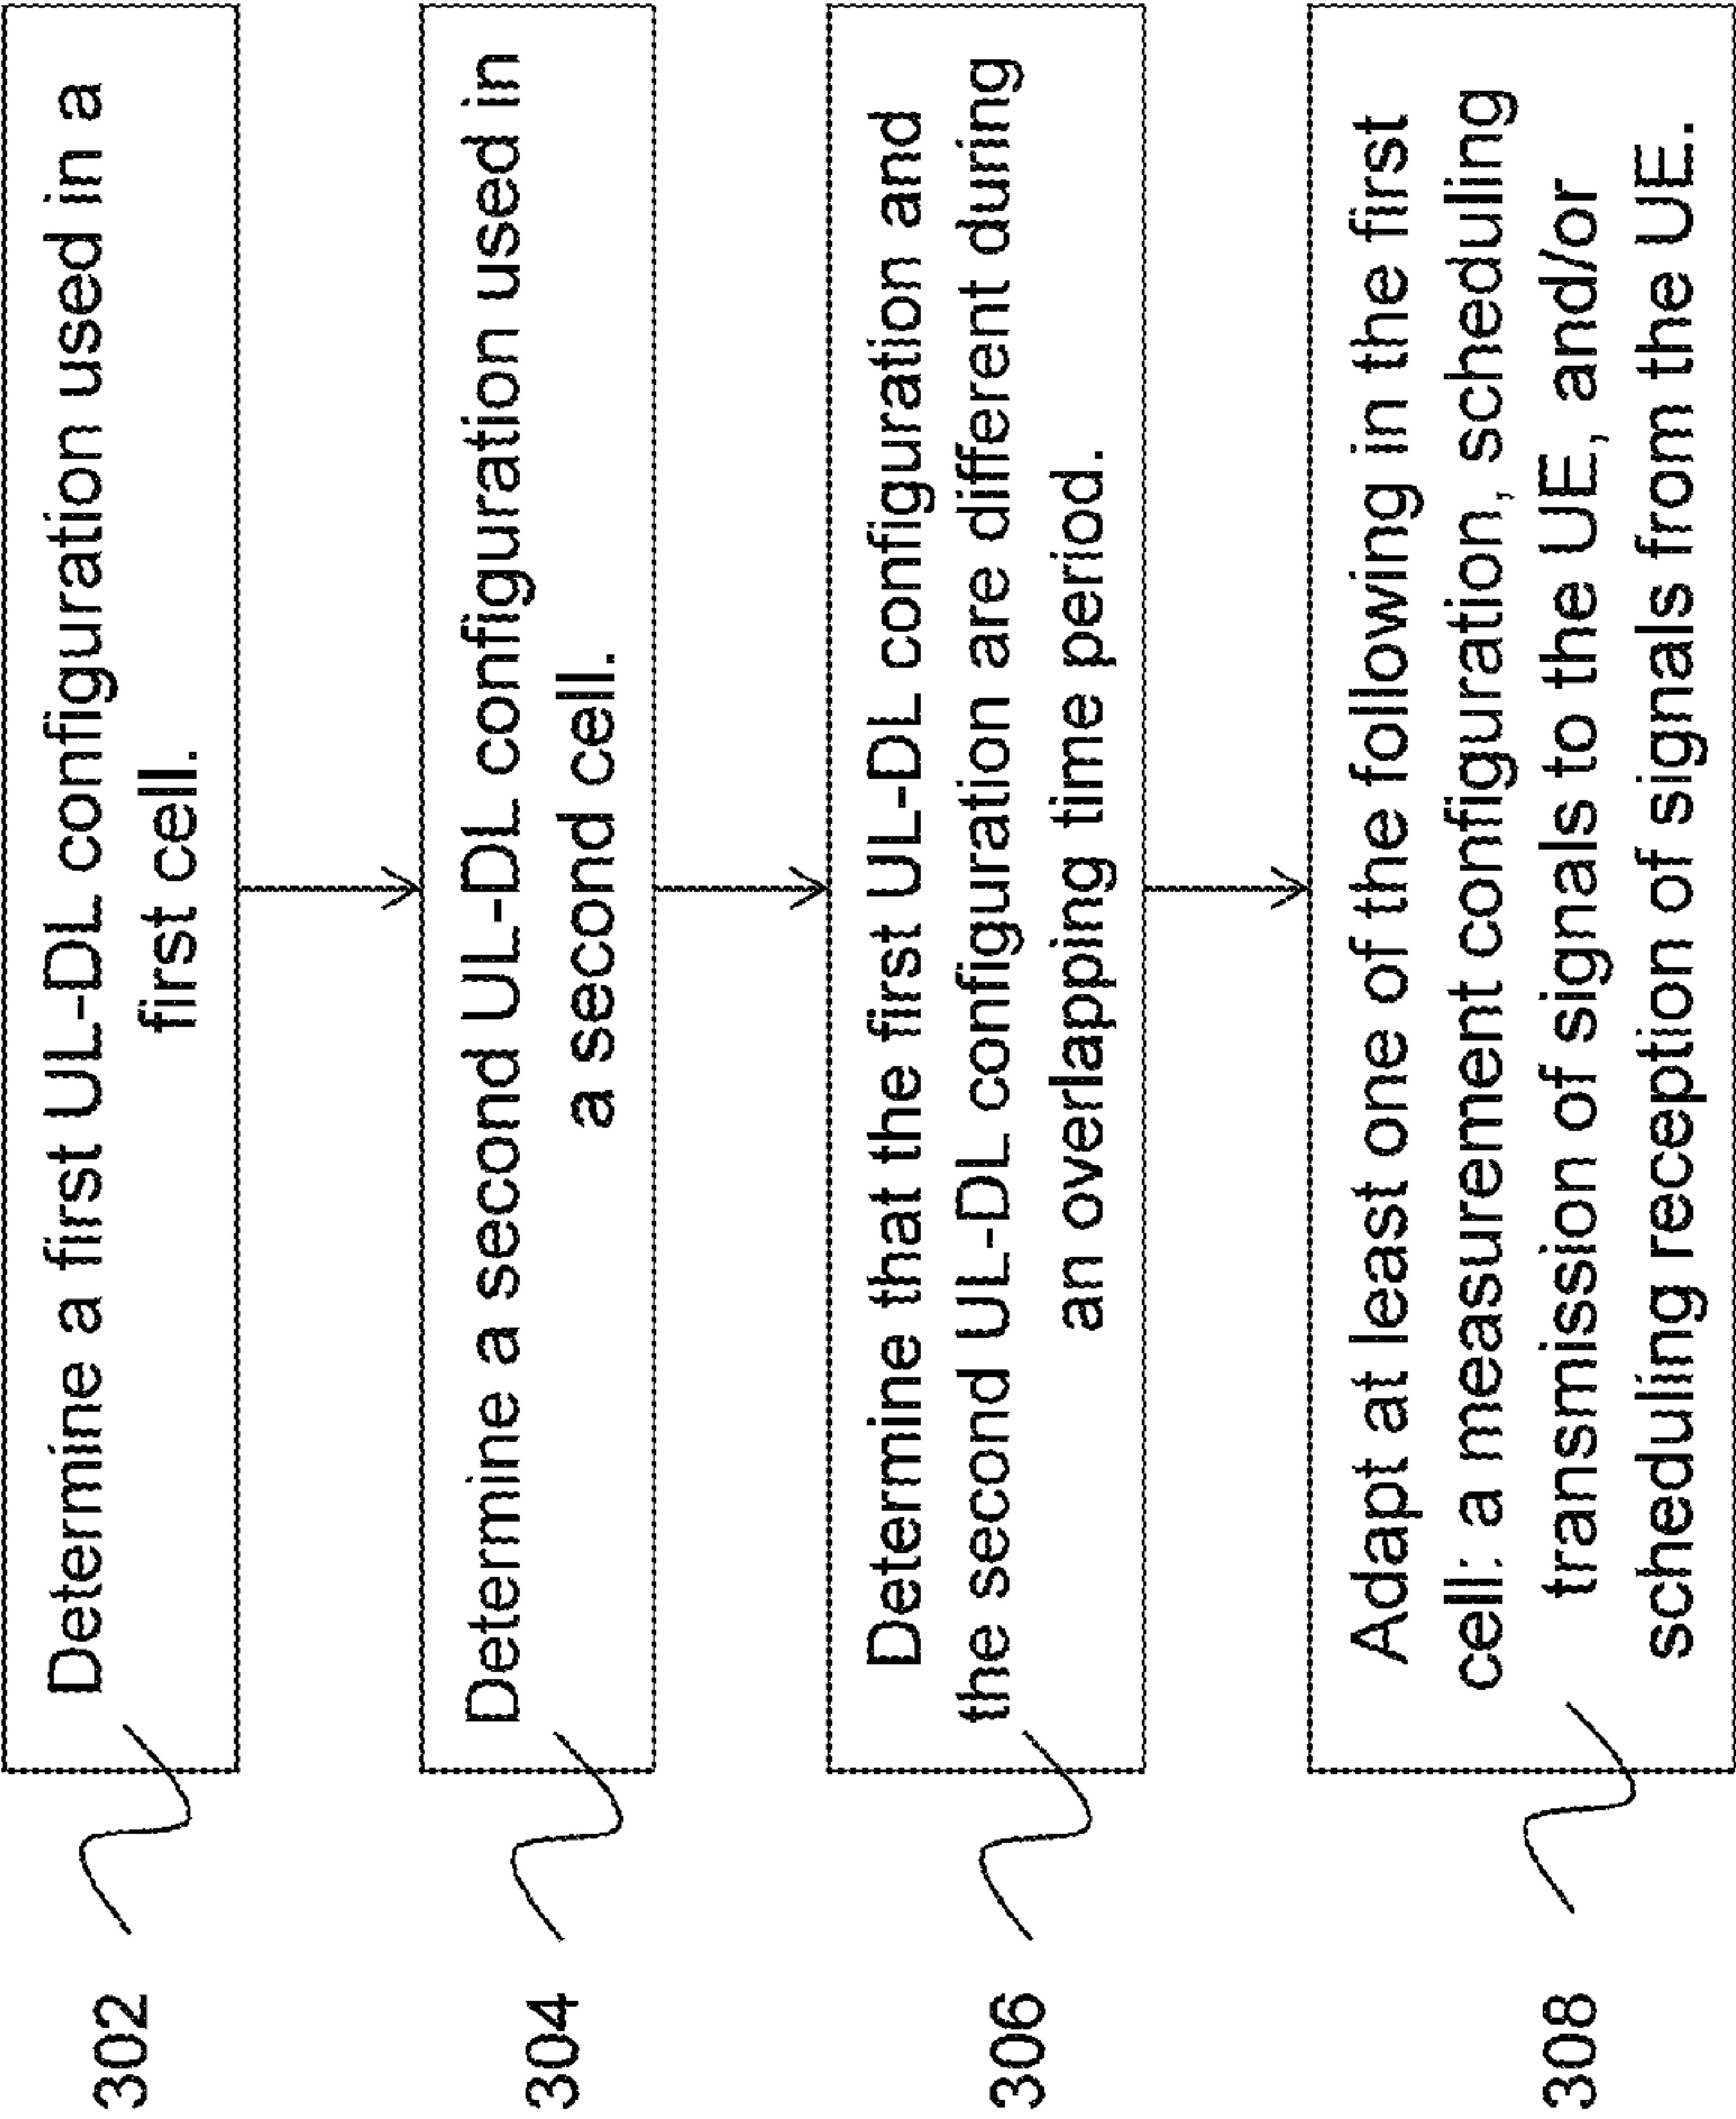 302
Determine a first UL-DL configuration used in a
first cell.
304
Determine a second UL-DL configuration used in
a second cell.
306
Determine that the first UL-DL configuration and
the second UL-DL configuration are different during
an overlapping time period.
308
Adapt at least one of the following in the first
cell: a measurement configuration, scheduling
transmission of signals to the UE, and/or
scheduling reception of signals from the UE.